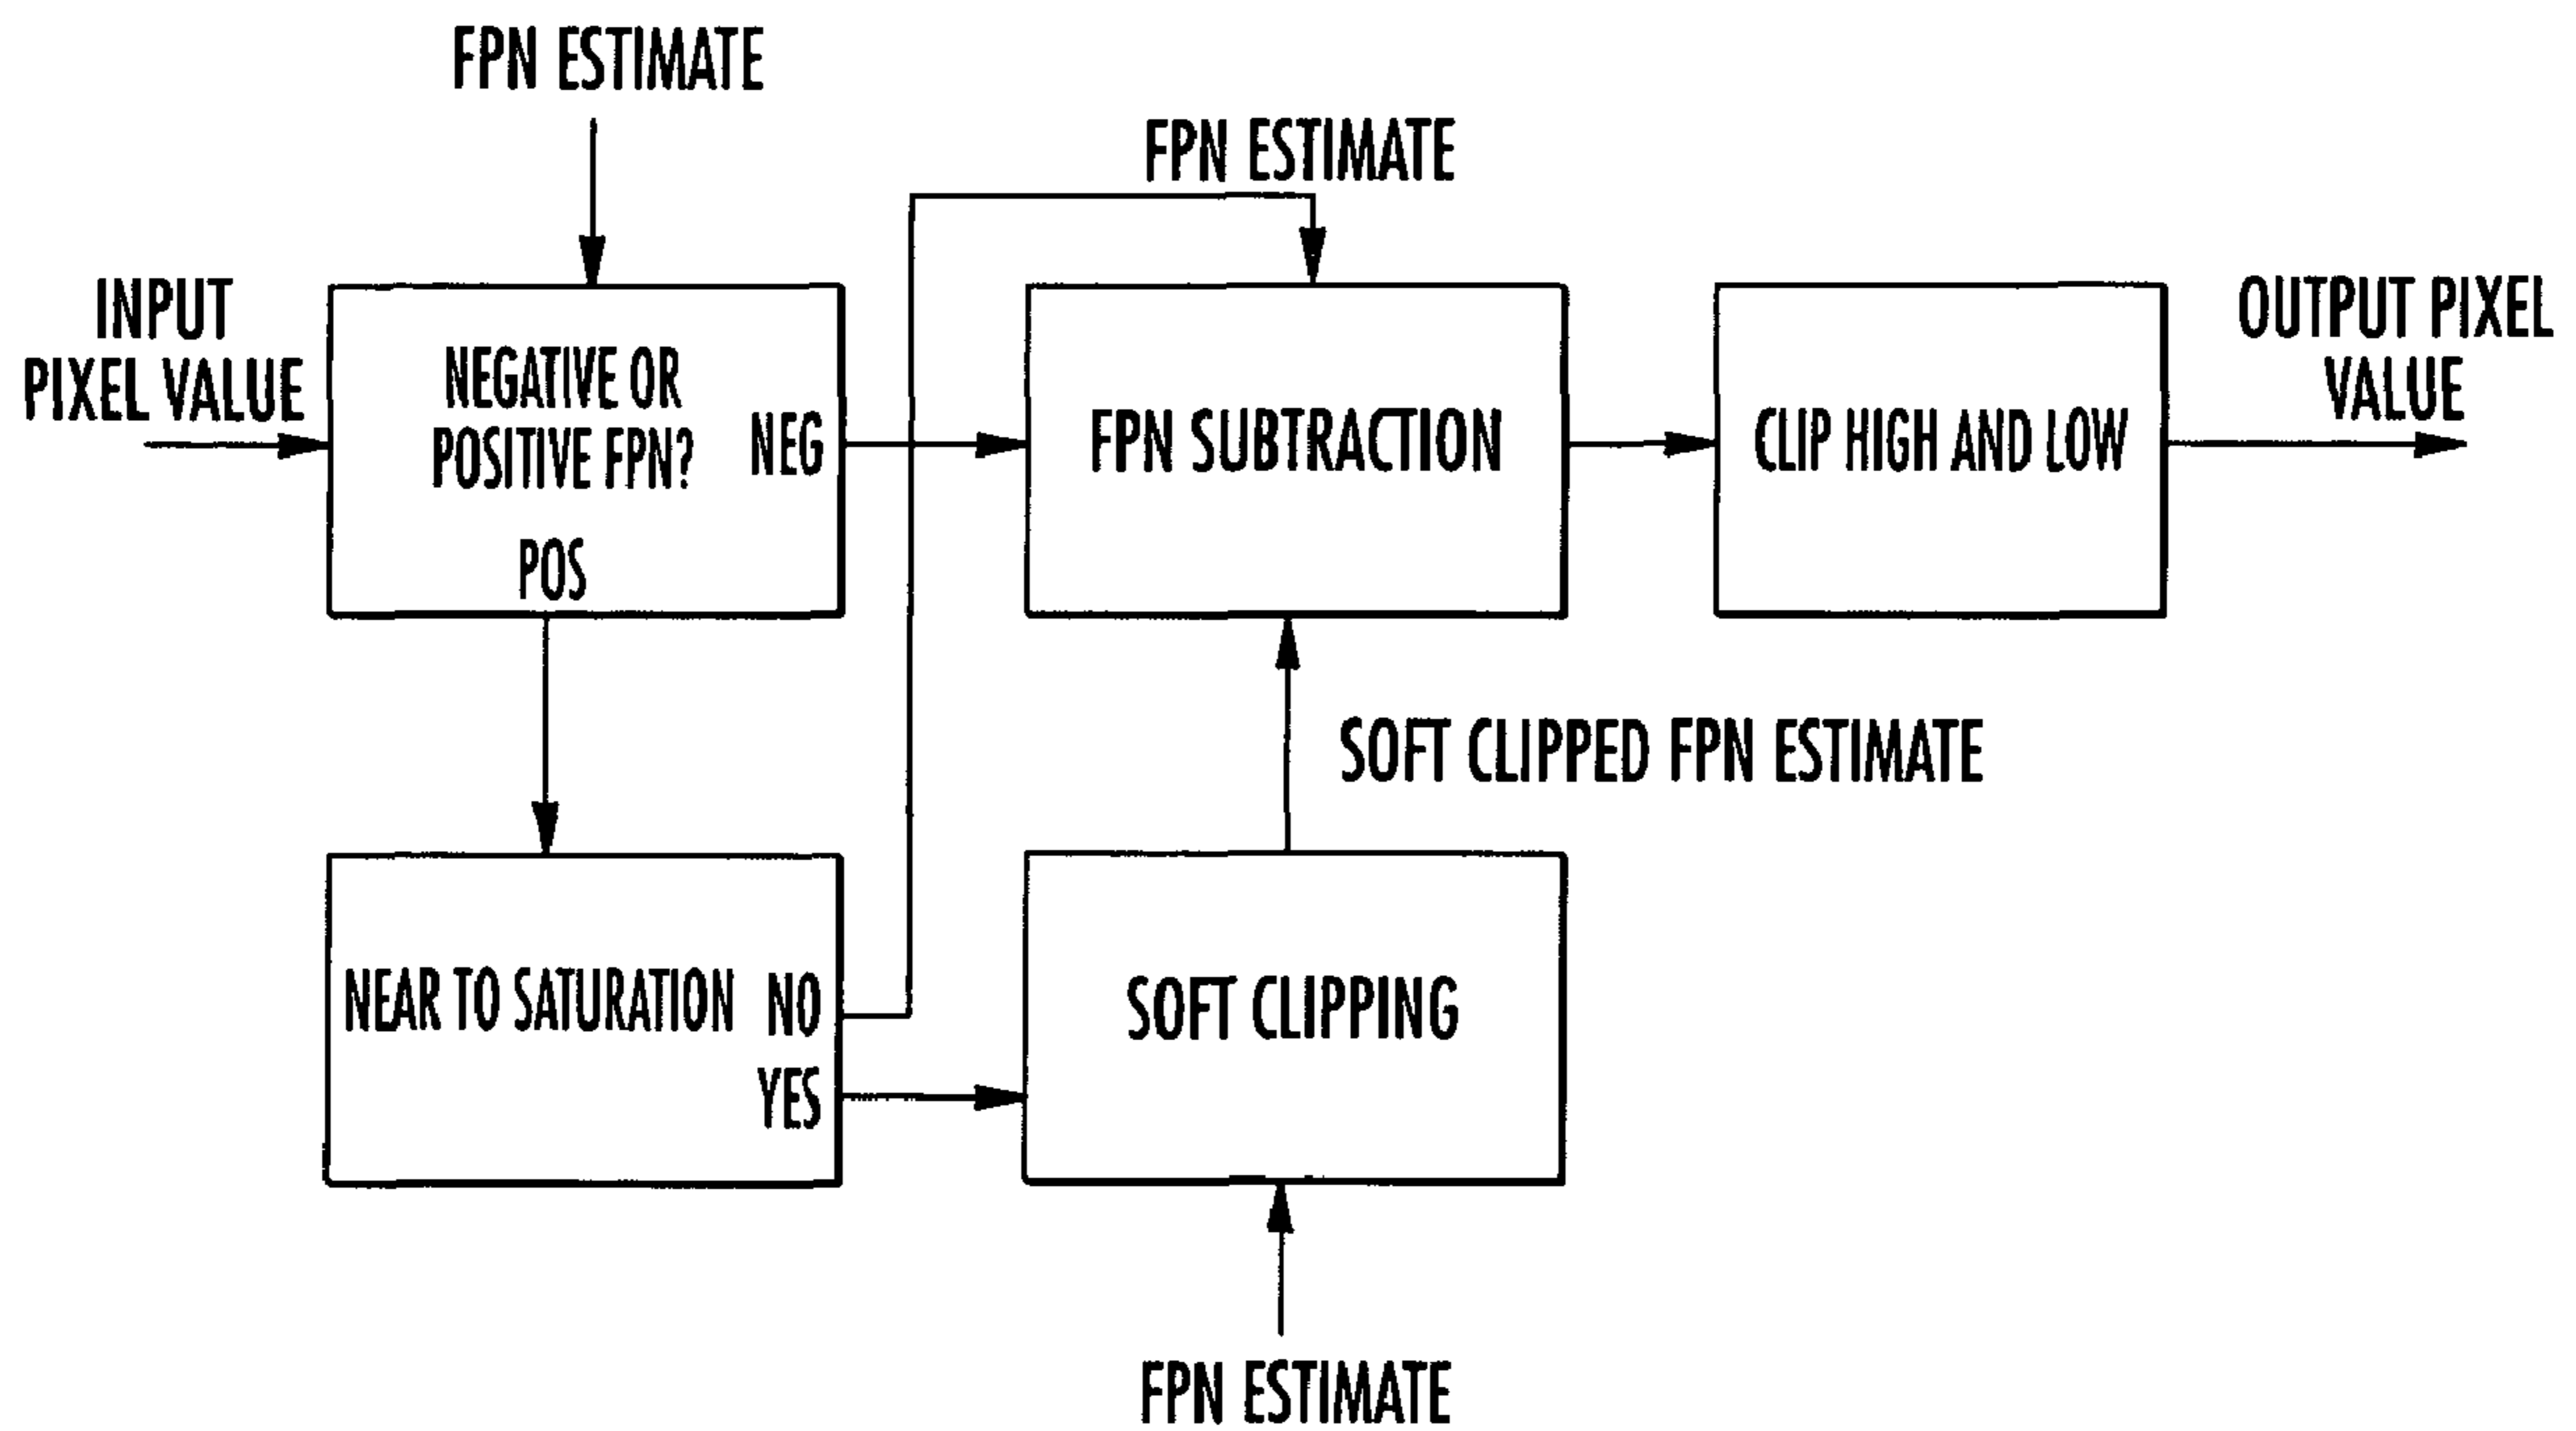 FPN ESTIMATE
FPN ESTIMATE
INPUT
PIXEL VALUE
NEGATIVE OR
POSITIVE FPN?
NEG
POS
FPN SUBTRACTION
CLIP HIGH AND LOW
OUTPUT PIXEL
VALUE
SOFT CLIPPED FPN ESTIMATE
NEAR TO SATURATION
NO
YES
SOFT CLIPPING
FPN ESTIMATE